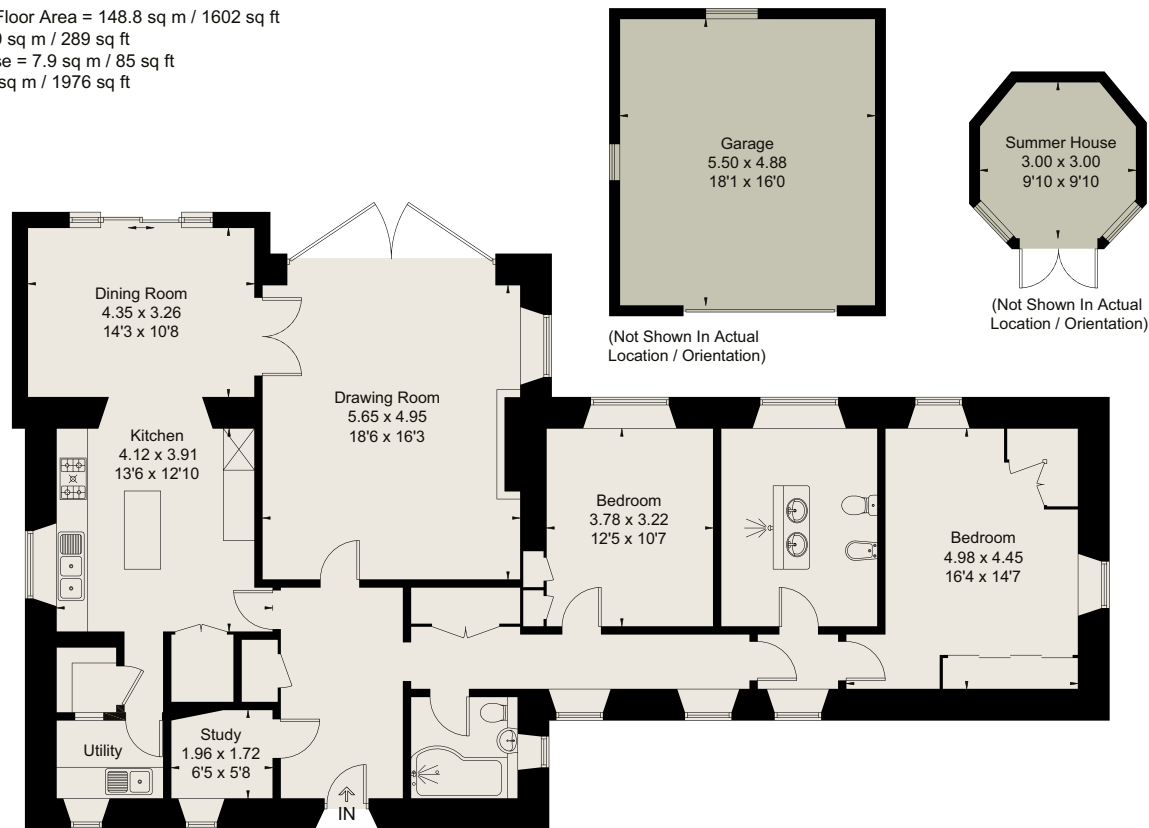 Floor Area = 148.8 sq m / 1602 sq ft
sq m / 289 sq ft
= 7.9 sq m / 85 sq ft
sq m / 1976 sq ft
Garage
5.50 x 4.88
18'1 x 16'0
(Not Shown In Actual
Location / Orientation)
Summer House
3.00 x 3.00
9'10 x 9'10
(Not Shown In Actual
Location / Orientation)
Dining Room
4.35 x 3.26
14'3 x 10'8
Drawing Room
5.65 x 4.95
18'6 x 16'3
Kitchen
4.12 x 3.91
13'6 x 12'10
Bedroom
3.78 x 3.22
12'5 x 10'7
Bedroom
4.98 x 4.45
16'4 x 14'7
Study
1.96 x 1.72
6'5 x 5'8
Utility
IN